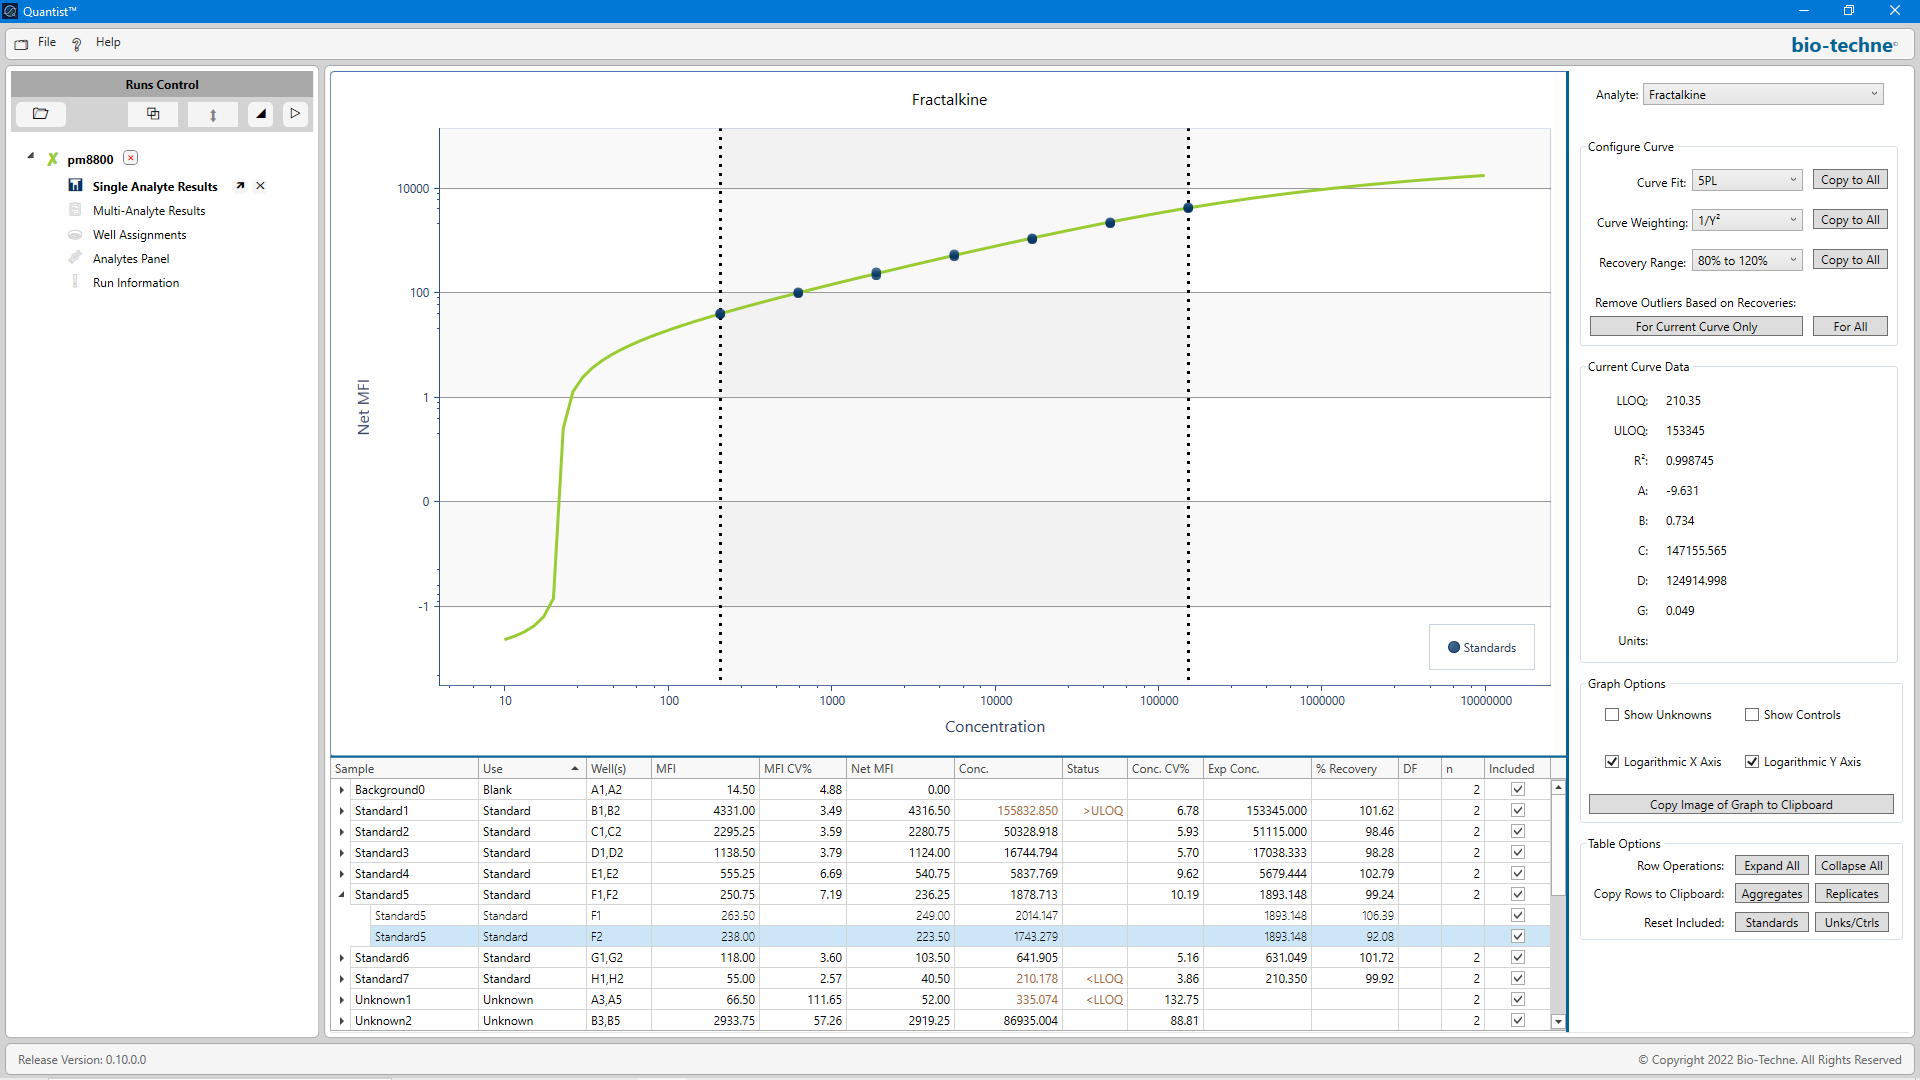 Quantist™
File ? Help
bio-techne
Runs Control
pm8800
Single Analyte Results
Multi-Analyte Results
Well Assignments
Analytes Panel
Run Information
Fractalkine
10000
100
1
0
-1
Net MFI
Standards
10 100 1000 10000 100000 1000000 10000000
Concentration
Sample Use Well(s) MFI MFI CV% Net MFI Conc. Status Conc. CV% Exp Conc. % Recovery DF n Included
Background0 Blank A1,A2 14.50 4.88 0.00 2
Standard1 Standard B1,B2 4331.00 3.49 4316.50 155832.850 >ULOQ 6.78 153345.000 101.62 2
Standard2 Standard C1,C2 2295.25 3.59 2280.75 50328.918 5.93 51115.000 98.46 2
Standard3 Standard D1,D2 1138.50 3.79 1124.00 16744.794 5.70 17038.333 98.28 2
Standard4 Standard E1,E2 555.25 6.69 540.75 5837.769 9.62 5679.444 102.79 2
Standard5 Standard F1,F2 250.75 7.19 236.25 1878.713 10.19 1893.148 99.24 2
Standard5 Standard F1 263.50 249.00 2014.147 1893.148 106.39
Standard5 Standard F2 238.00 223.50 1743.279 1893.148 92.08
Standard6 Standard G1,G2 118.00 3.60 103.50 641.905 5.16 631.049 101.72 2
Standard7 Standard H1,H2 55.00 2.57 40.50 210.178 <LLOQ 3.86 210.350 99.92 2
Unknown1 Unknown A3,A5 66.50 111.65 52.00 335.074 <LLOQ 132.75 2
Unknown2 Unknown B3,B5 2933.75 57.26 2919.25 86935.004 88.81 2
Analyte: Fractalkine
Configure Curve
Curve Fit: 5PL Copy to All
Curve Weighting: 1/Y² Copy to All
Recovery Range: 80% to 120% Copy to All
Remove Outliers Based on Recoveries:
For Current Curve Only For All
Current Curve Data
LLOQ: 210.35
ULOQ: 153345
R²: 0.998745
A: -9.631
B: 0.734
C: 147155.565
D: 124914.998
G: 0.049
Units:
Graph Options
Show Unknowns Show Controls
Logarithmic X Axis Logarithmic Y Axis
Copy Image of Graph to Clipboard
Table Options
Row Operations: Expand All Collapse All
Copy Rows to Clipboard: Aggregates Replicates
Reset Included: Standards Unks/Ctrls
Release Version: 0.10.0.0
© Copyright 2022 Bio-Techne. All Rights Reserved